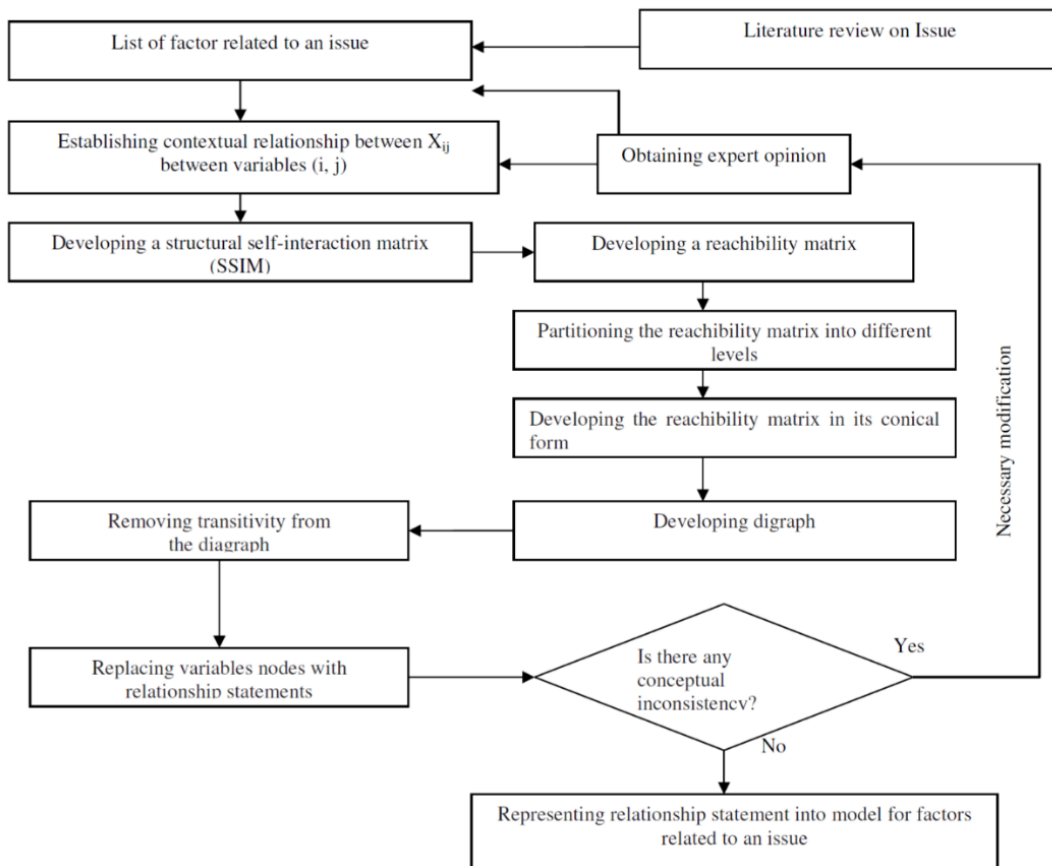 List of factor related to an issue
Literature review on Issue
Establishing contextual relationship between Xij
between variables (i, j)
Obtaining expert opinion
Developing a structural self-interaction matrix
(SSIM)
Developing a reachibility matrix
Partitioning the reachibility matrix into different
levels
Developing the reachibility matrix in its conical
form
Necessary modification
Removing transitivity from
the diagraph
Developing digraph
Replacing variables nodes with
relationship statements
Is there any
conceptual
inconsistency?
Yes
No
Representing relationship statement into model for factors
related to an issue